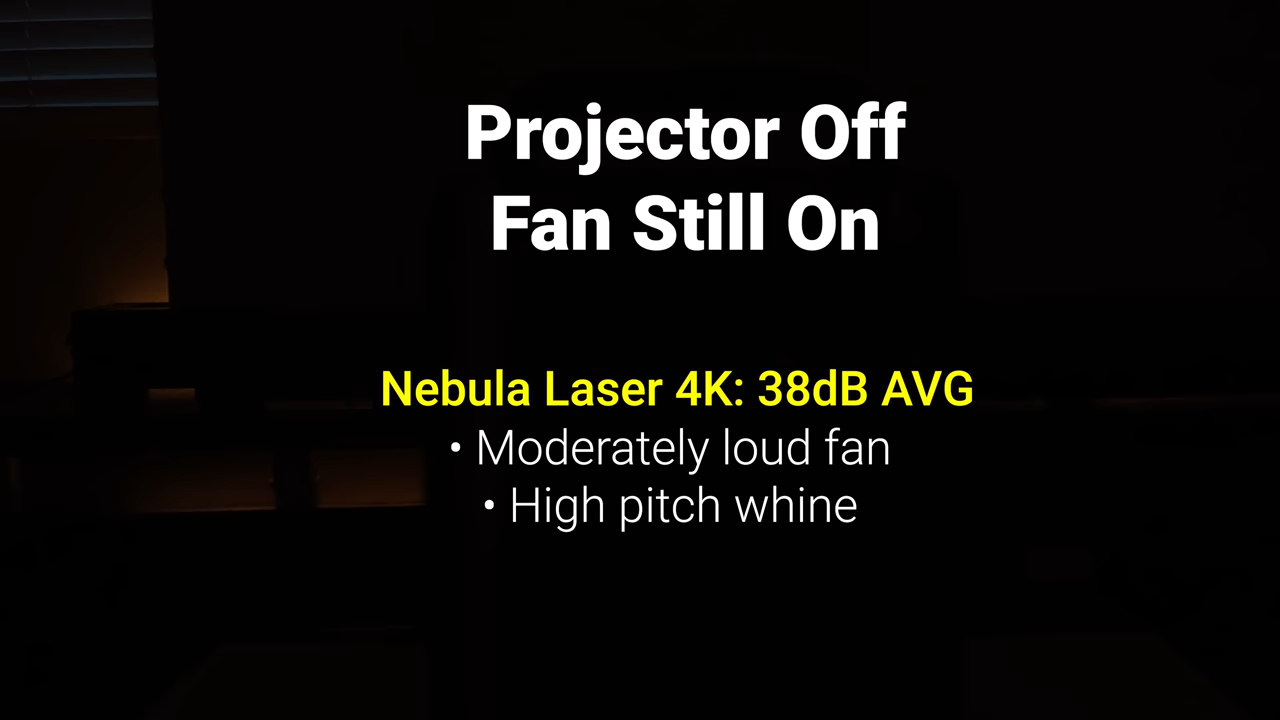 Projector Off
Fan Still On
Nebula Laser 4K: 38dB AVG
• Moderately loud fan
• High pitch whine